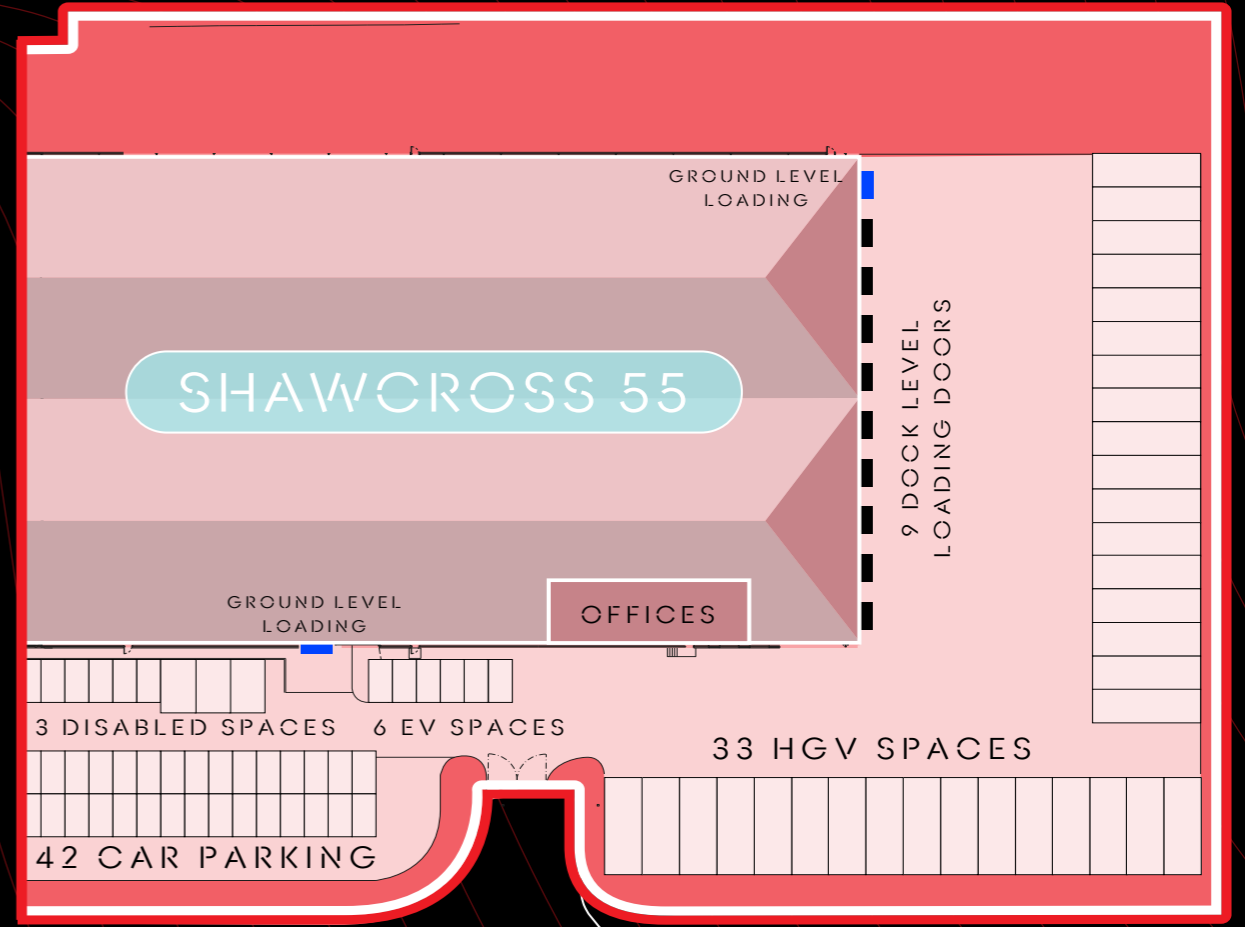 GROUND LEVEL
LOADING
SHAWCROSS 55
9 DOCK LEVEL
LOADING DOORS
GROUND LEVEL
LOADING
OFFICES
3 DISABLED SPACES
6 EV SPACES
33 HGV SPACES
42 CAR PARKING